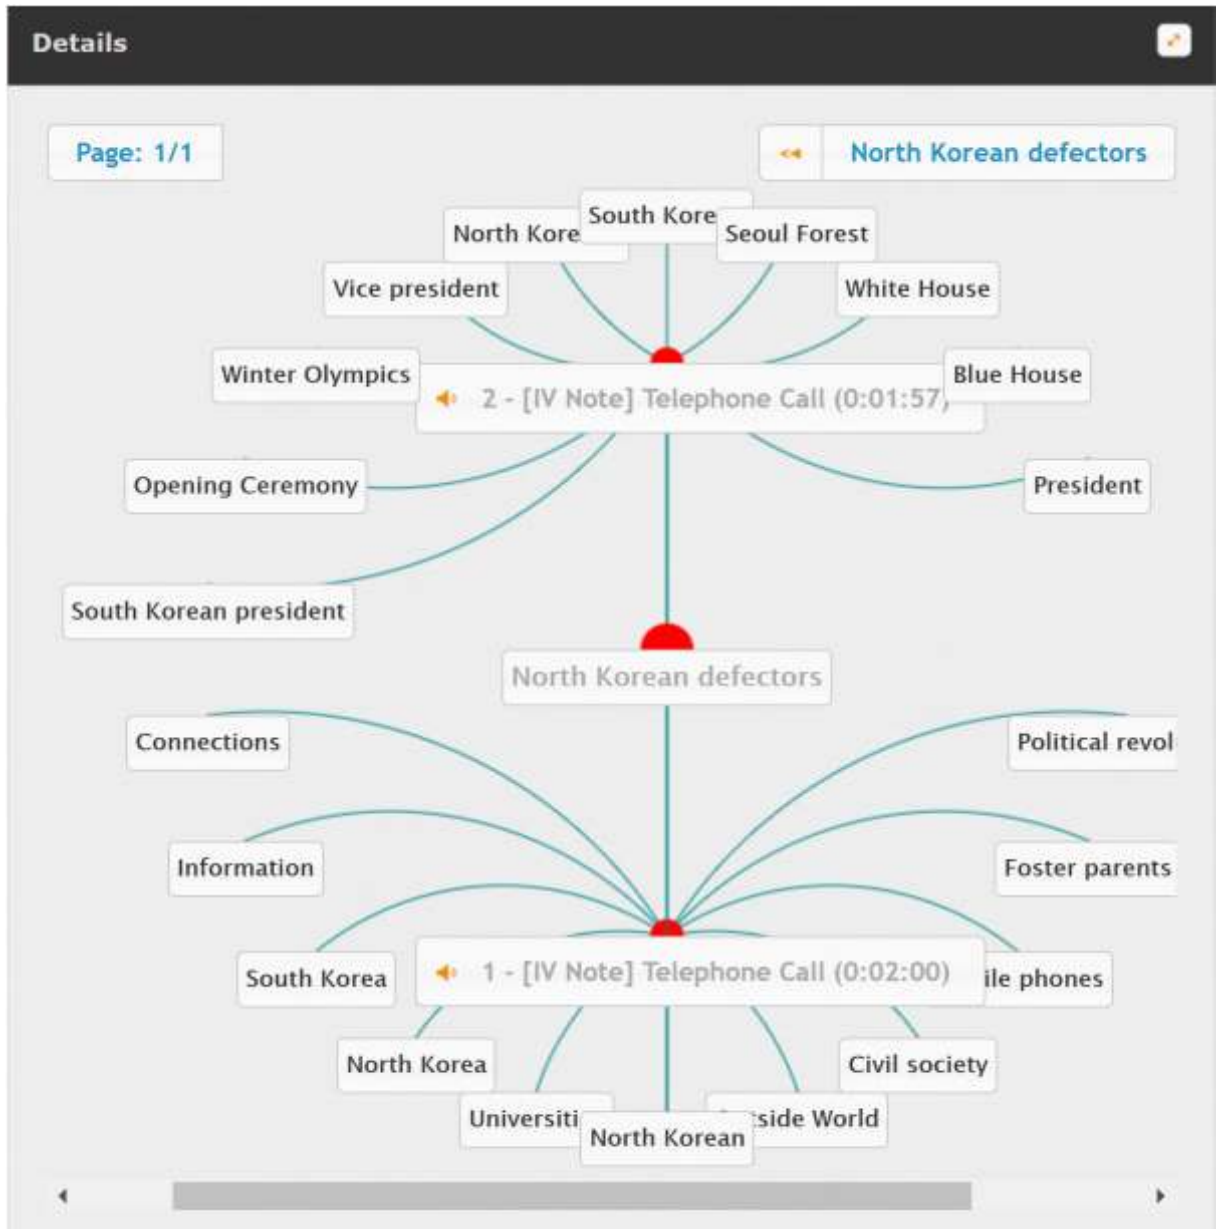 Details
Page: 1/1
North Korean defectors
South Kore
North Kore
Seoul Forest
Vice president
White House
Winter Olympics
Blue House
2 - [IV Note] Telephone Call (0:01:57)
Opening Ceremony
President
South Korean president
North Korean defectors
Connections
Political revol
Information
Foster parents
South Korea
1 - [IV Note] Telephone Call (0:02:00)
ile phones
North Korea
Civil society
Universiti
tside World
North Korean